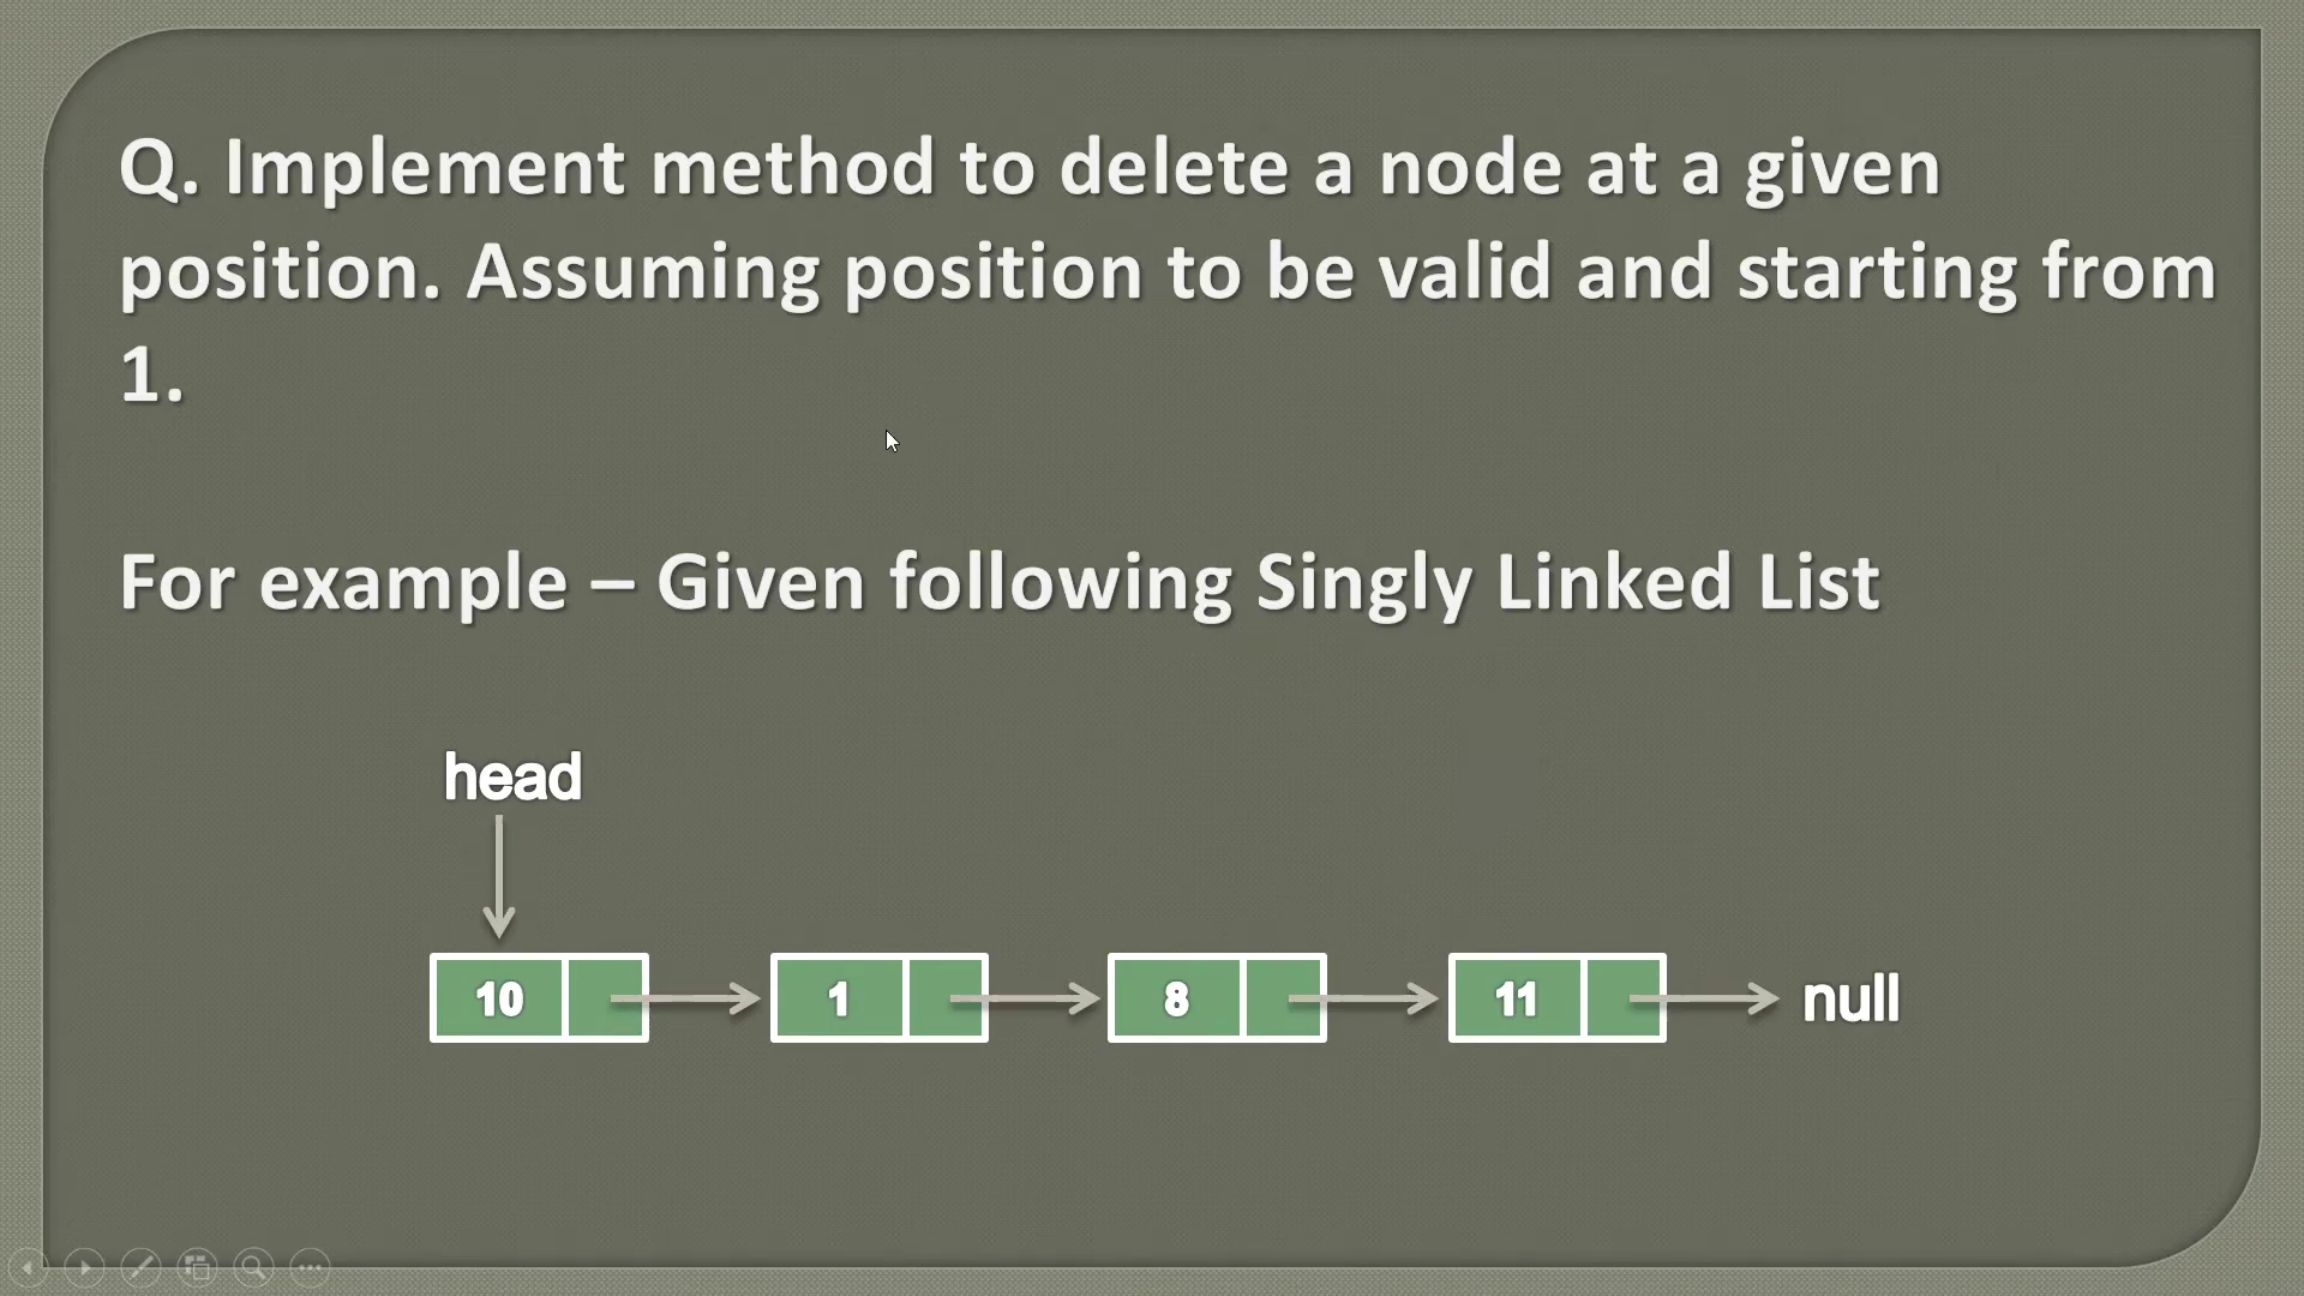 Q. Implement method to delete a node at a given
position. Assuming position to be valid and starting from
1.
For example – Given following Singly Linked List
head
10 1 8 11 null